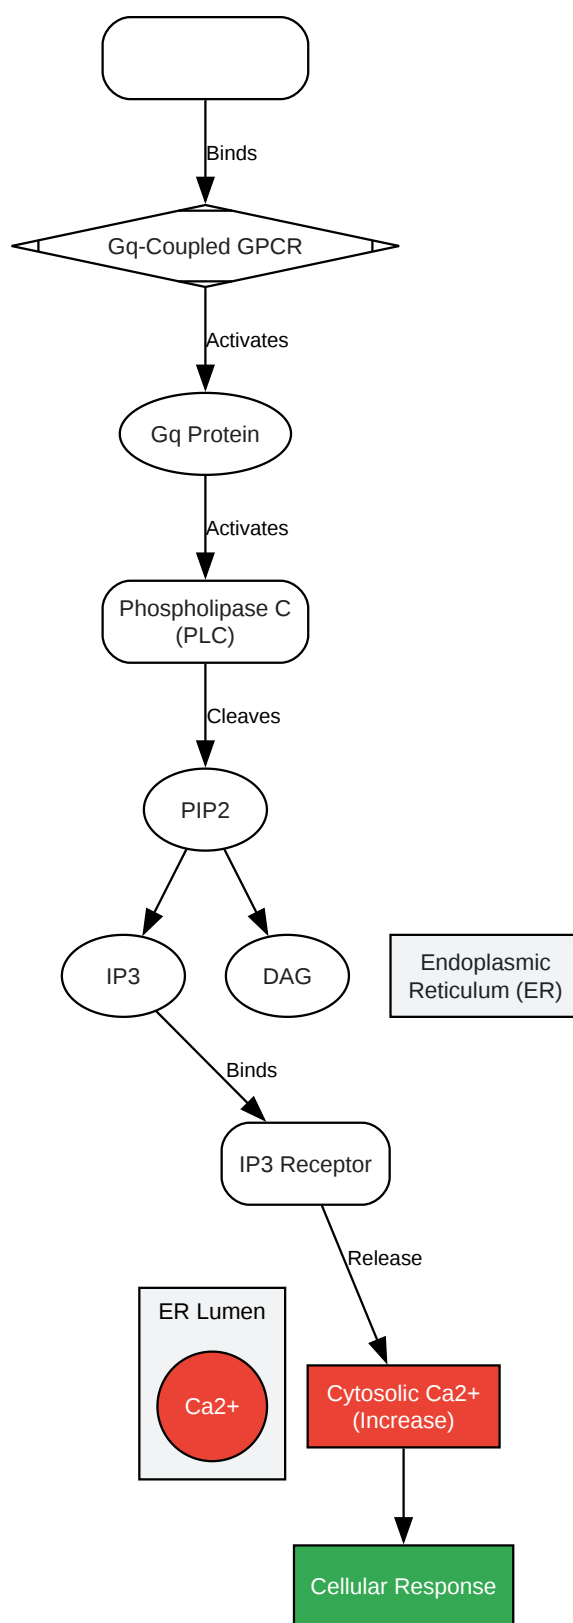 Binds
Gq-Coupled GPCR
Activates
Gq Protein
Activates
Phospholipase C
(PLC)
Cleaves
PIP2
IP3
DAG
Endoplasmic
Reticulum (ER)
Binds
IP3 Receptor
Release
ER Lumen
Ca2+
Cytosolic Ca2+
(Increase)
Cellular Response